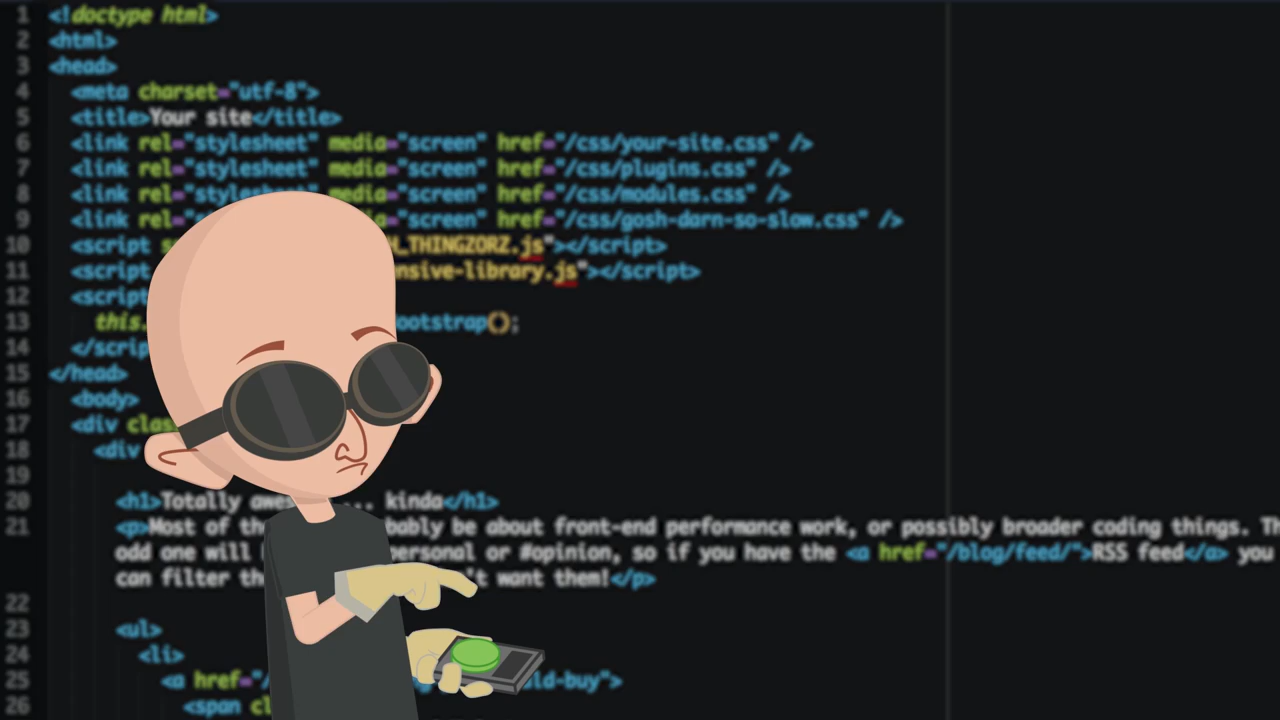 1 <!doctype html>
2 <html>
3 <head>
4 <meta charset="utf-8">
5 <title>Your site</title>
6 <link rel="stylesheet" media="screen" href="/css/your-site.css" />
7 <link rel="stylesheet" media="screen" href="/css/plugins.css" />
8 <link rel="stylesheet" media="screen" href="/css/modules.css" />
9 <link rel="s screen" href="/css/gosh-darn-so-slow.css" />
10 <script _THINGZORZ.js"></script>
11 <script nsive-library.js"></script>
12 <script
13 this. ootstrap();
14 </scrip
15 </head>
16 <body>
17 <div clas
18 <div
19
20 <h1>Totally awes ... kinda</h1>
21 <p>Most of the bably be about front-end performance work, or possibly broader coding things. Th
odd one will personal or #opinion, so if you have the <a href="/blog/feed/">RSS feed</a> you
can filter the 't want them!</p>
22
23 <ul>
24 <li>
25 <a href="/ ld-buy">
26 <span cl